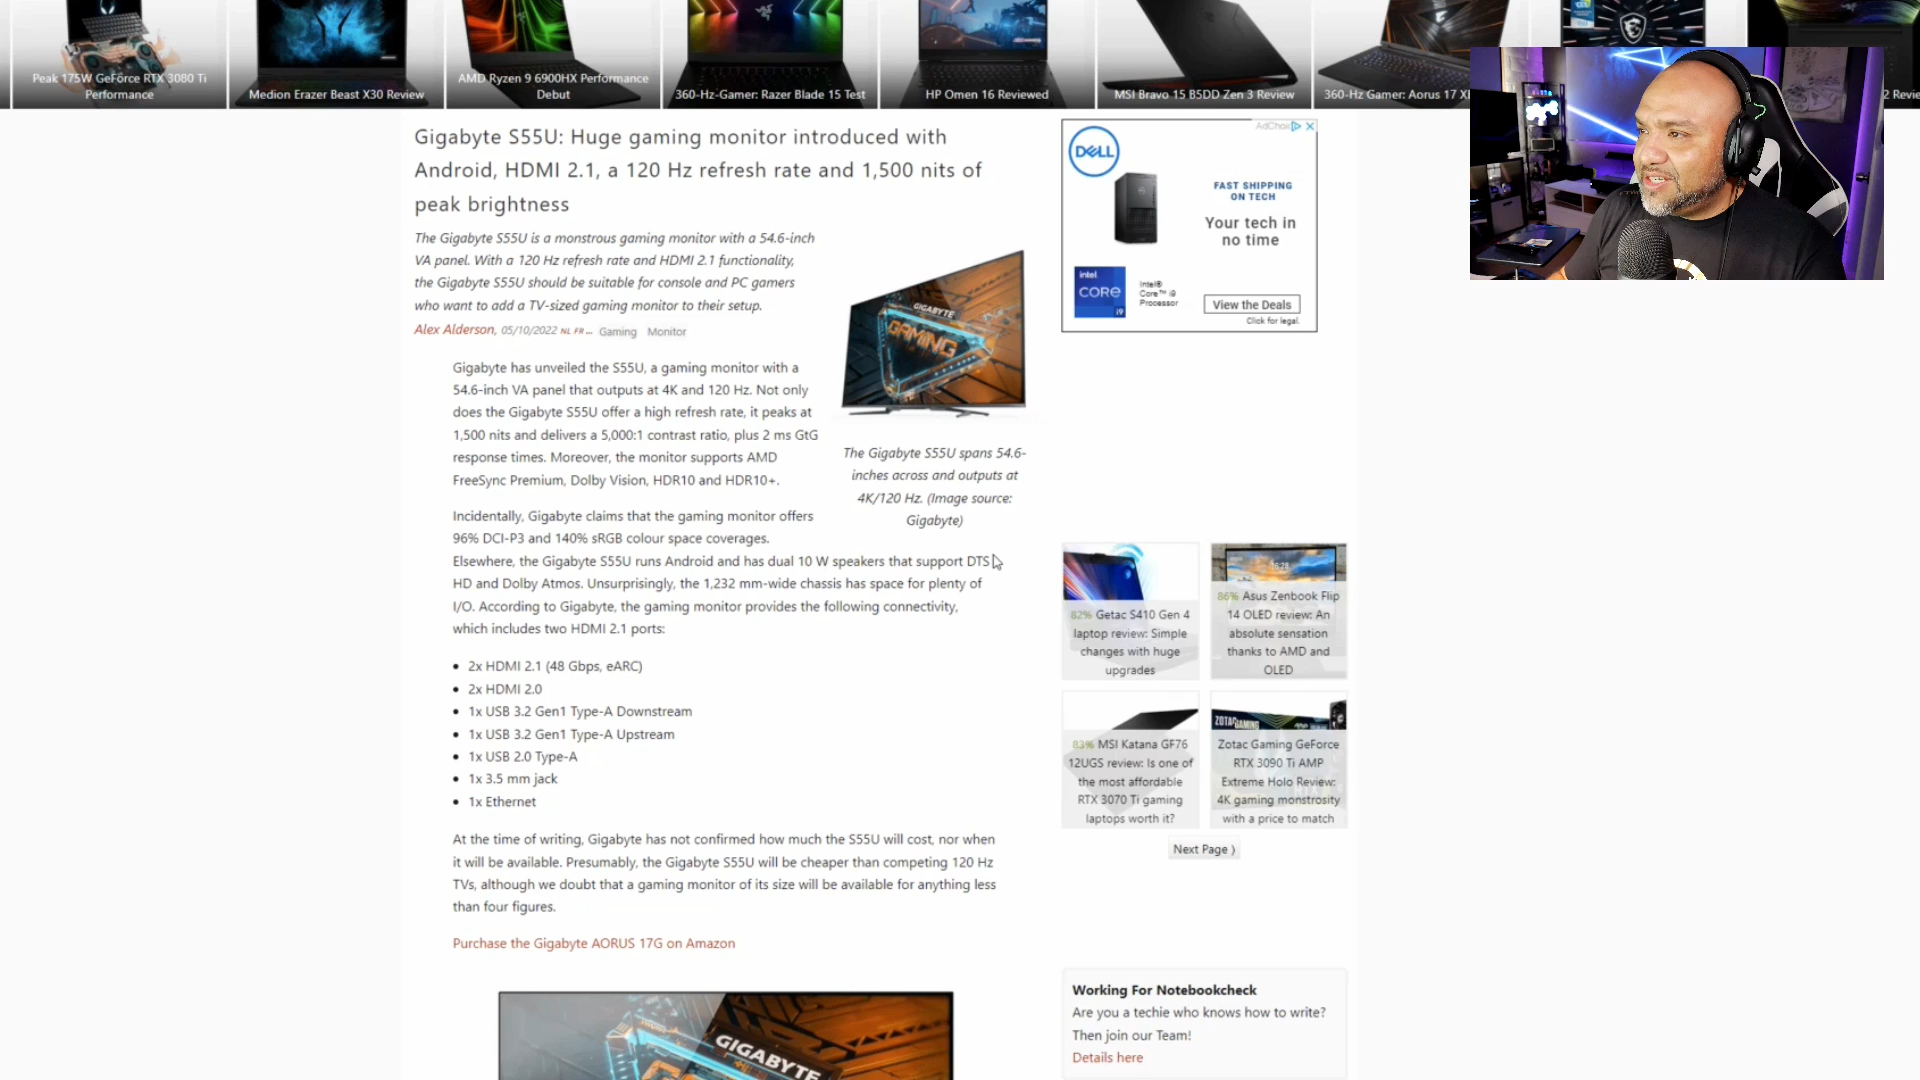 Peak 175W GeForce RTX 3080 Ti
Performance
Medion Erazer Beast X30 Review
AMD Ryzen 9 6900HX Performance
Debut
360-Hz-Gamer: Razer Blade 15 Test
HP Omen 16 Reviewed
MSI Bravo 15 B5DD Zen 3 Review
360-Hz Gamer: Aorus 17
Gigabyte S55U: Huge gaming monitor introduced with
Android, HDMI 2.1, a 120 Hz refresh rate and 1,500 nits of
peak brightness
The Gigabyte S55U is a monstrous gaming monitor with a 54.6-inch
VA panel. With a 120 Hz refresh rate and HDMI 2.1 functionality,
the Gigabyte S55U should be suitable for console and PC gamers
who want to add a TV-sized gaming monitor to their setup.
Alex Alderson, 05/10/2022 NL FR ... Gaming Monitor
Gigabyte has unveiled the S55U, a gaming monitor with a
54.6-inch VA panel that outputs at 4K and 120 Hz. Not only
does the Gigabyte S55U offer a high refresh rate, it peaks at
1,500 nits and delivers a 5,000:1 contrast ratio, plus 2 ms GtG
response times. Moreover, the monitor supports AMD
FreeSync Premium, Dolby Vision, HDR10 and HDR10+.
GIGABYTE
GAMING
The Gigabyte S55U spans 54.6-
inches across and outputs at
4K/120 Hz. (Image source:
Gigabyte)
Incidentally, Gigabyte claims that the gaming monitor offers
96% DCI-P3 and 140% sRGB colour space coverages.
Elsewhere, the Gigabyte S55U runs Android and has dual 10 W speakers that support DTS
HD and Dolby Atmos. Unsurprisingly, the 1,232 mm-wide chassis has space for plenty of
I/O. According to Gigabyte, the gaming monitor provides the following connectivity,
which includes two HDMI 2.1 ports:
• 2x HDMI 2.1 (48 Gbps, eARC)
• 2x HDMI 2.0
• 1x USB 3.2 Gen1 Type-A Downstream
• 1x USB 3.2 Gen1 Type-A Upstream
• 1x USB 2.0 Type-A
• 1x 3.5 mm jack
• 1x Ethernet
At the time of writing, Gigabyte has not confirmed how much the S55U will cost, nor when
it will be available. Presumably, the Gigabyte S55U will be cheaper than competing 120 Hz
TVs, although we doubt that a gaming monitor of its size will be available for anything less
than four figures.
Purchase the Gigabyte AORUS 17G on Amazon
GIGABYTE
AdChoi
DELL
FAST SHIPPING
ON TECH
Your tech in
no time
intel
CORE
i9
Intel®
Core™ i9
Processor
View the Deals
Click for legal.
82% Getac S410 Gen 4
laptop review: Simple
changes with huge
upgrades
86% Asus Zenbook Flip
14 OLED review: An
absolute sensation
thanks to AMD and
OLED
83% MSI Katana GF76
12UGS review: Is one of
the most affordable
RTX 3070 Ti gaming
laptops worth it?
ZOTAC GAMING
Zotac Gaming GeForce
RTX 3090 Ti AMP
Extreme Holo Review:
4K gaming monstrosity
with a price to match
Next Page ⟩
Working For Notebookcheck
Are you a techie who knows how to write?
Then join our Team!
Details here